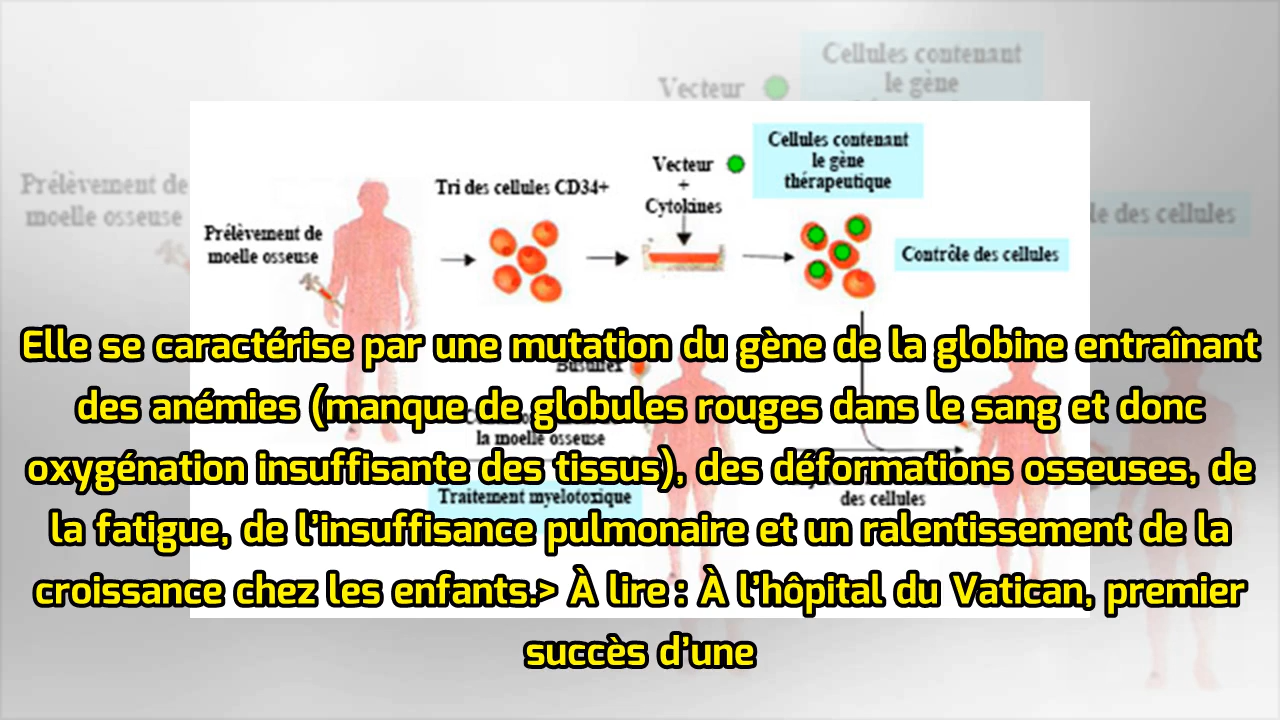 Cellules contenant
le gène
Vecteur
Prélèvement de
moelle osseuse
le des cellules
Cellules contenant
le gène
thérapeutique
Vecteur
+
Cytokines
Tri des cellules CD34+
Prélèvement de
moelle osseuse
Contrôle des cellules
Elle se caractérise par une mutation du gène de la globine entraînant
des anémies (manque de globules rouges dans le sang et donc
oxygénation insuffisante des tissus), des déformations osseuses, de
la fatigue, de l’insuffisance pulmonaire et un ralentissement de la
croissance chez les enfants.> À lire : À l’hôpital du Vatican, premier
succès d’une
Busulfex
la moelle osseuse
Traitement myelotoxique
des cellules